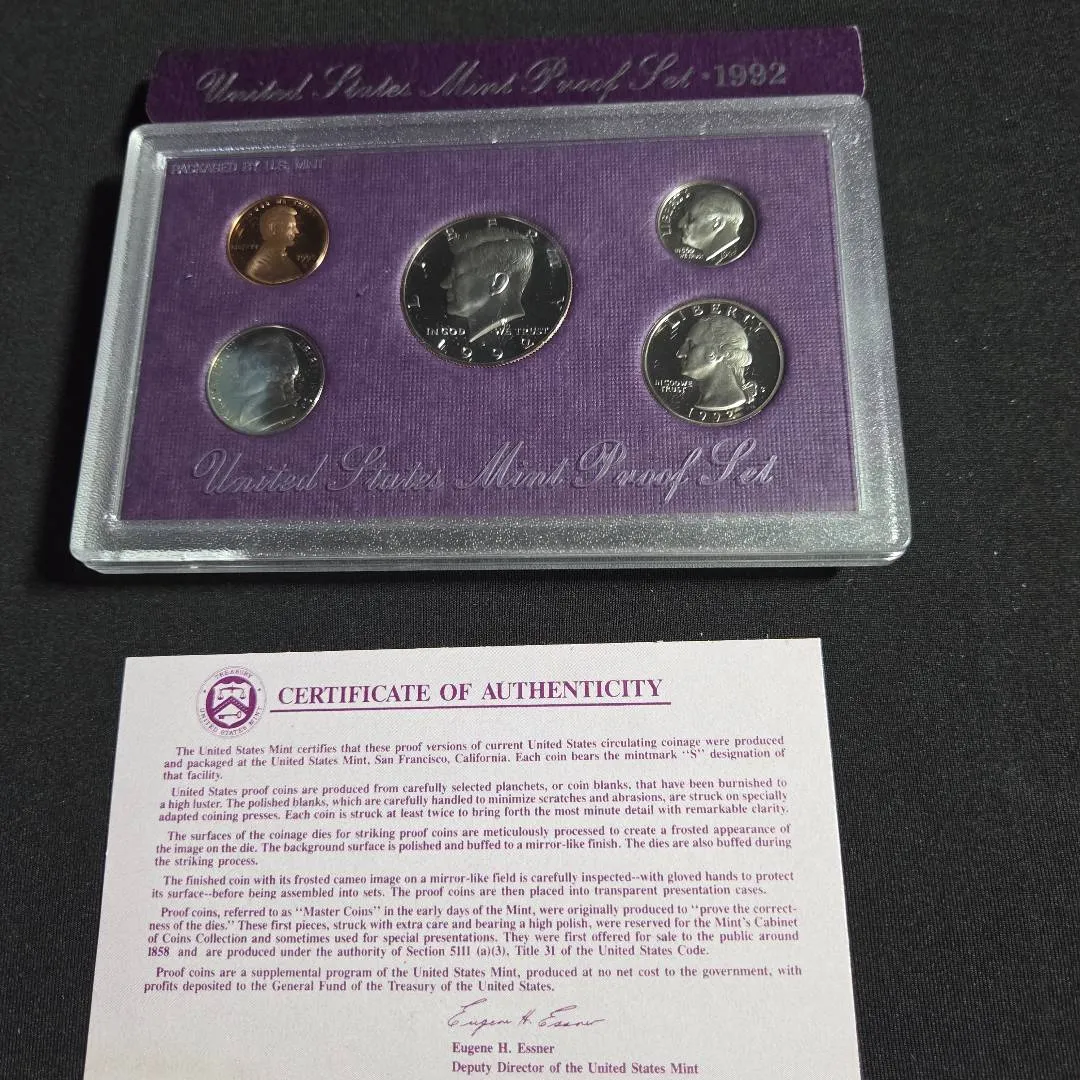 United States Mint Proof Set · 1992
PACKAGED BY U.S. MINT
LIBERTY
IN GOD WE TRUST
1992
LIBERTY
IN GOD
WE TRUST
LIBERTY
IN GOD WE
TRUST
1992
United States Mint Proof Set
TREASURY
UNITED STATES MINT
CERTIFICATE OF AUTHENTICITY
The United States Mint certifies that these proof versions of current United States circulating coinage were produced
and packaged at the United States Mint, San Francisco, California. Each coin bears the mintmark "S" designation of
that facility.
United States proof coins are produced from carefully selected planchets, or coin blanks, that have been burnished to
a high luster. The polished blanks, which are carefully handled to minimize scratches and abrasions, are struck on specially
adapted coining presses. Each coin is struck at least twice to bring forth the most minute detail with remarkable clarity.
The surfaces of the coinage dies for striking proof coins are meticulously processed to create a frosted appearance of
the image on the die. The background surface is polished and buffed to a mirror-like finish. The dies are also buffed during
the striking process.
The finished coin with its frosted cameo image on a mirror-like field is carefully inspected--with gloved hands to protect
its surface--before being assembled into sets. The proof coins are then placed into transparent presentation cases.
Proof coins, referred to as "Master Coins" in the early days of the Mint, were originally produced to "prove the correct-
ness of the dies." These first pieces, struck with extra care and bearing a high polish, were reserved for the Mint's Cabinet
of Coins Collection and sometimes used for special presentations. They were first offered for sale to the public around
1858 and are produced under the authority of Section 5111 (a)(3), Title 31 of the United States Code.
Proof coins are a supplemental program of the United States Mint, produced at no net cost to the government, with
profits deposited to the General Fund of the Treasury of the United States.
Eugene H. Essner
Eugene H. Essner
Deputy Director of the United States Mint